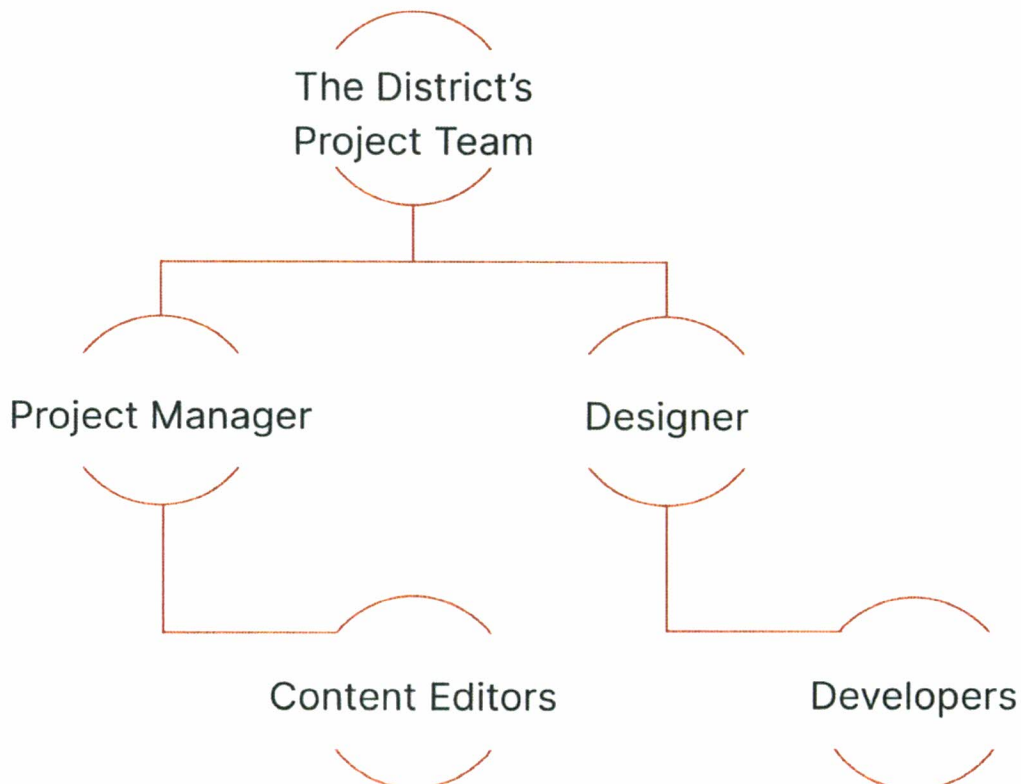 The District's
Project Team
Project Manager
Designer
Content Editors
Developers